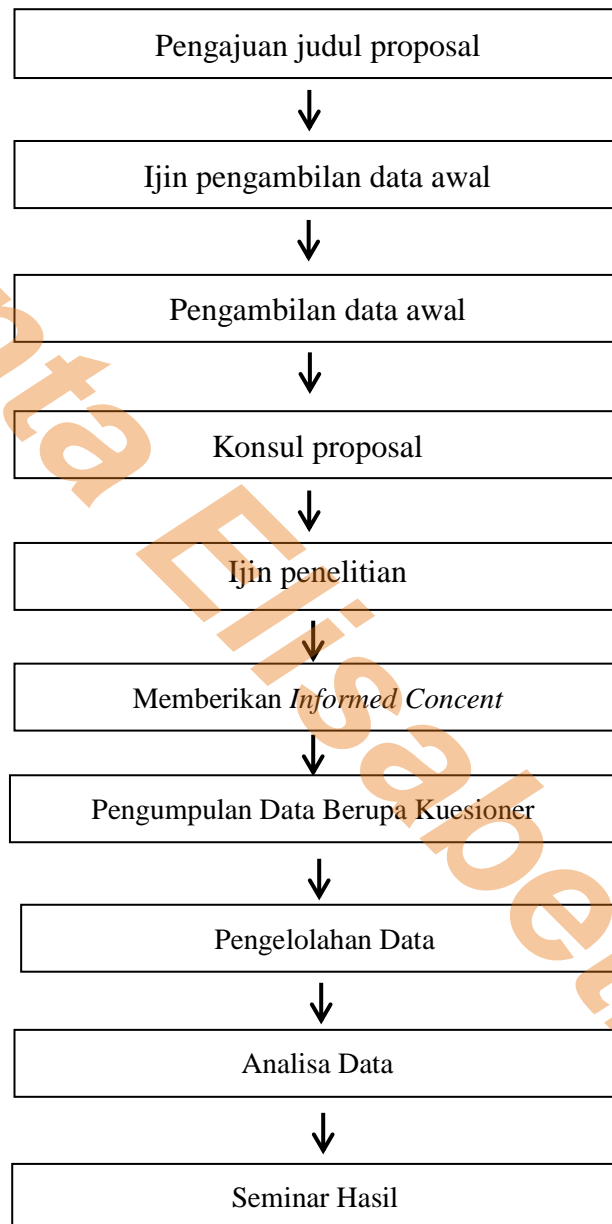 Pengajuan judul proposal
Ijin pengambilan data awal
Pengambilan data awal
Konsul proposal
Ijin penelitian
Memberikan Informed Concent
Pengumpulan Data Berupa Kuesioner
Pengelolahan Data
Analisa Data
Seminar Hasil